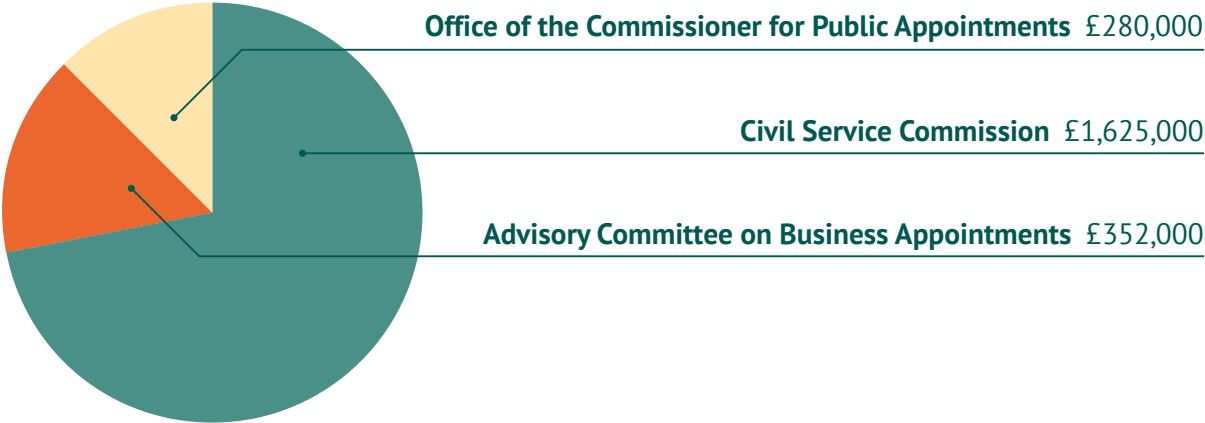 Office of the Commissioner for Public Appointments £280,000
Civil Service Commission £1,625,000
Advisory Committee on Business Appointments £352,000